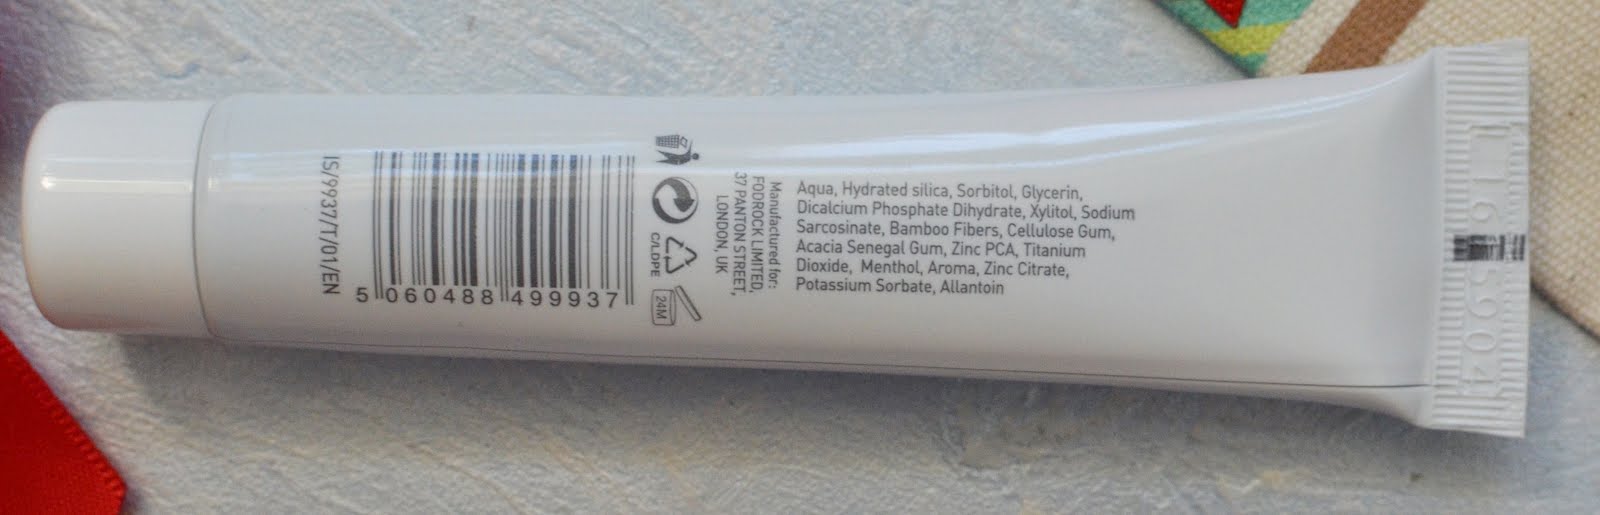 Aqua, Hydrated silica, Sorbitol, Glycerin,
Dicalcium Phosphate Dihydrate, Xylitol, Sodium
Sarcosinate, Bamboo Fibers, Cellulose Gum,
Acacia Senegal Gum, Zinc PCA, Titanium
Dioxide, Menthol, Aroma, Zinc Citrate,
Potassium Sorbate, Allantoin
Manufactured for:
FODROCK LIMITED,
37 PANTON STREET,
LONDON, UK
C/LDPE
24M
5 060488 499937
IS/9937/T/01/EN